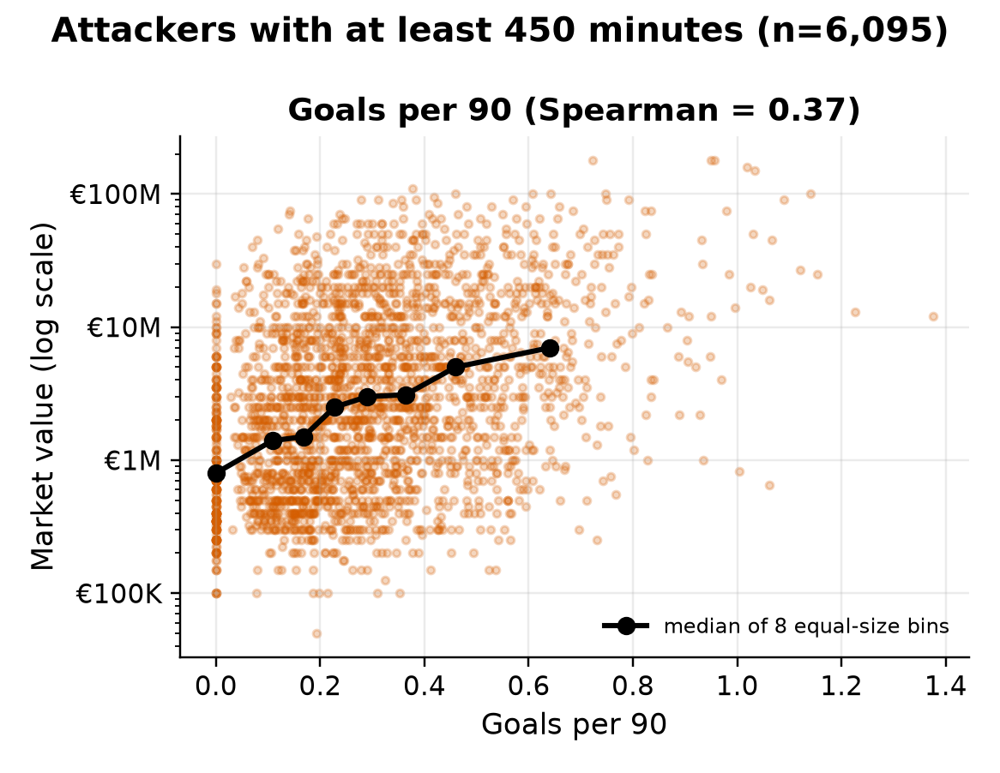 Attackers with at least 450 minutes (n=6,095)
Goals per 90 (Spearman = 0.37)
Market value (log scale)
€100M
€10M
€1M
€100K
median of 8 equal-size bins
0.0 0.2 0.4 0.6 0.8 1.0 1.2 1.4
Goals per 90